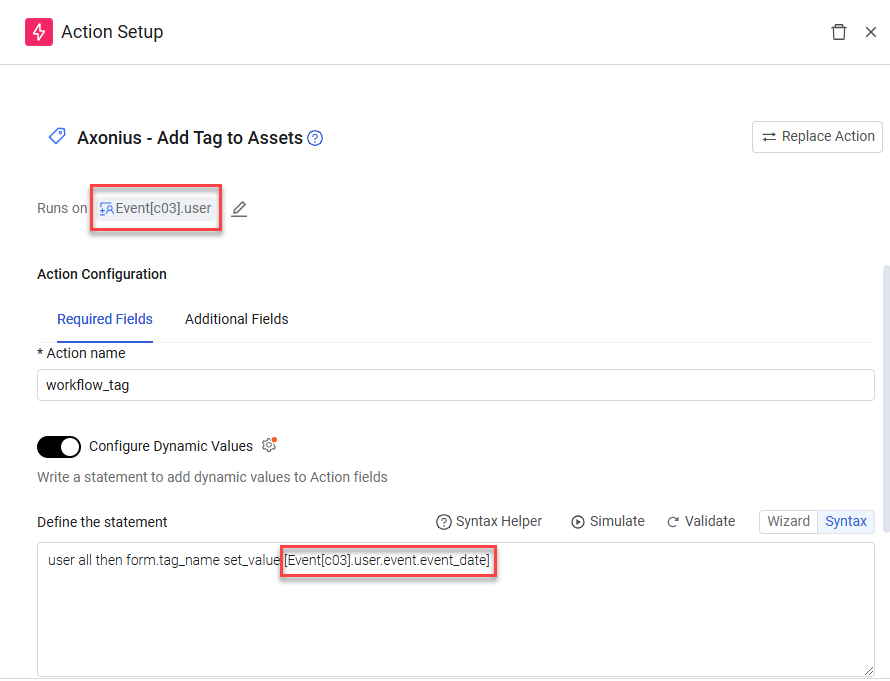 Action Setup
Axonius - Add Tag to Assets
Replace Action
Runs on Event[c03].user
Action Configuration
Required Fields Additional Fields
* Action name
workflow_tag
Configure Dynamic Values
Write a statement to add dynamic values to Action fields
Define the statement Syntax Helper Simulate Validate Wizard Syntax
user all then form.tag_name set_value [Event[c03].user.event.event_date]